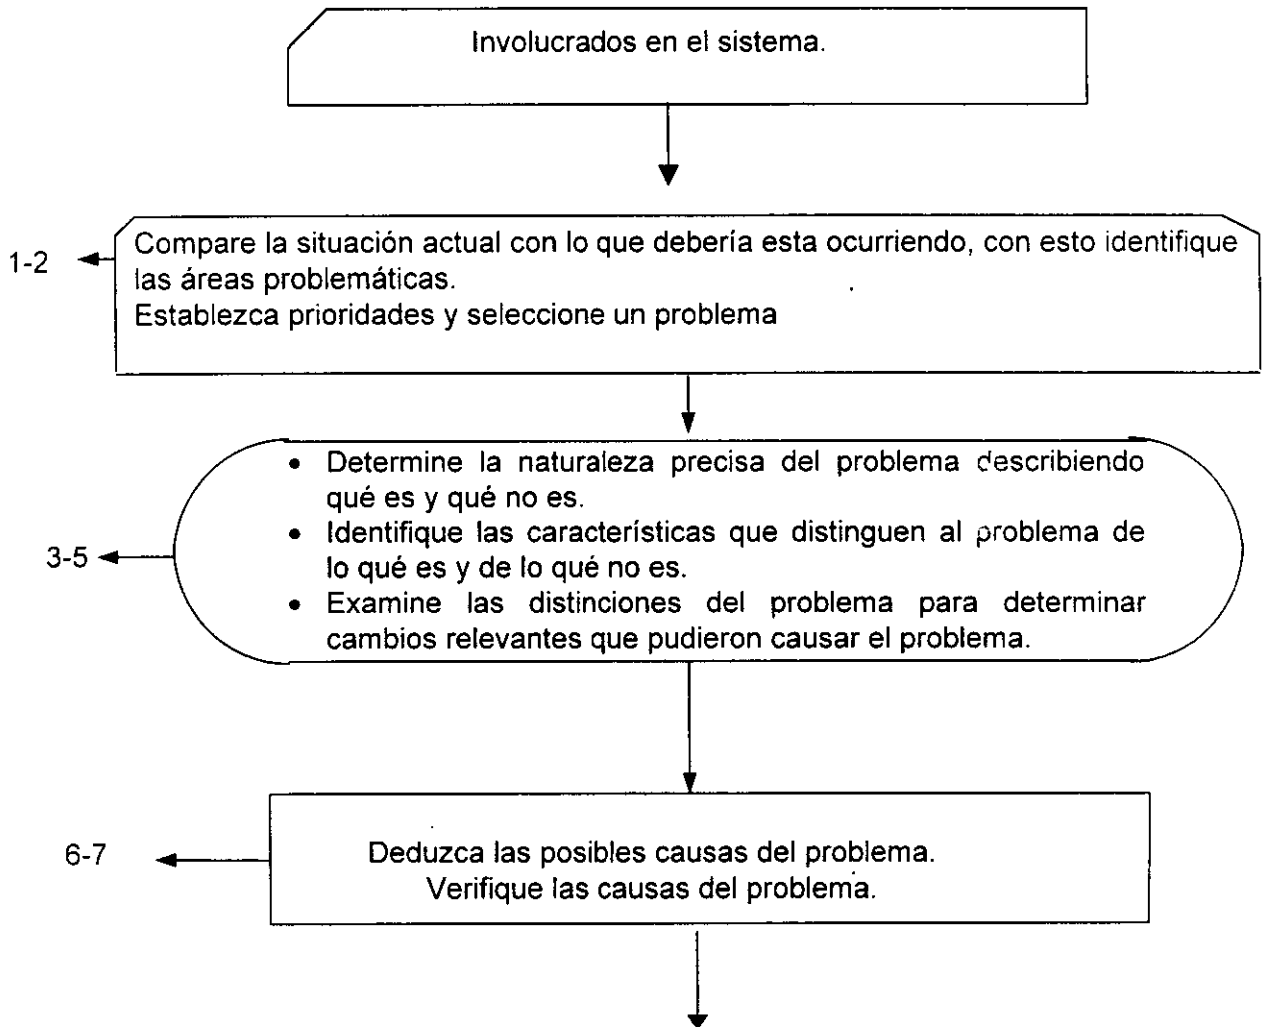 Involucrados en el sistema.
1-2
Compare la situación actual con lo que debería esta ocurriendo, con esto identifique
las áreas problemáticas.
Establezca prioridades y seleccione un problema
3-5
• Determine la naturaleza precisa del problema describiendo
qué es y qué no es.
• Identifique las características que distinguen al problema de
lo qué es y de lo qué no es.
• Examine las distinciones del problema para determinar
cambios relevantes que pudieron causar el problema.
6-7
Deduzca las posibles causas del problema.
Verifique las causas del problema.